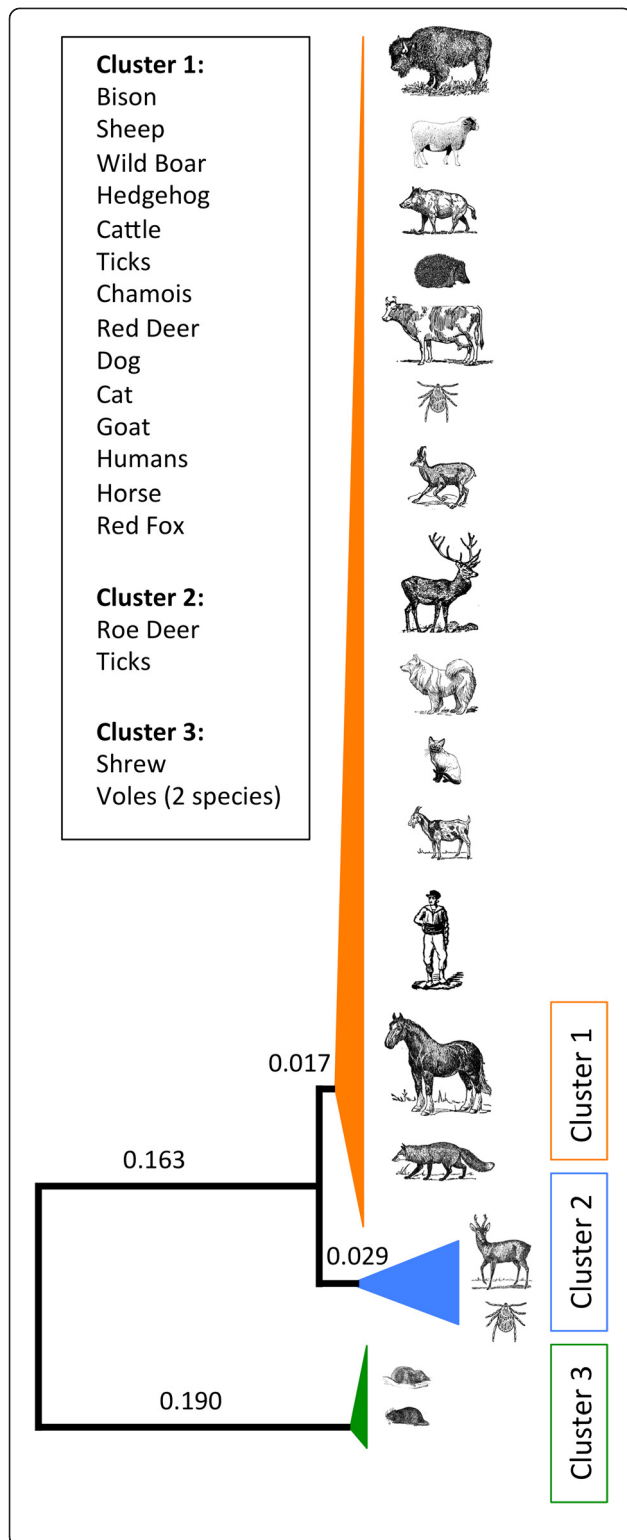 Cluster 1:
Bison
Sheep
Wild Boar
Hedgehog
Cattle
Ticks
Chamois
Red Deer
Dog
Cat
Goat
Humans
Horse
Red Fox
Cluster 2:
Roe Deer
Ticks
Cluster 3:
Shrew
Voles (2 species)
0.017
0.163
0.029
0.190
Cluster 1
Cluster 2
Cluster 3